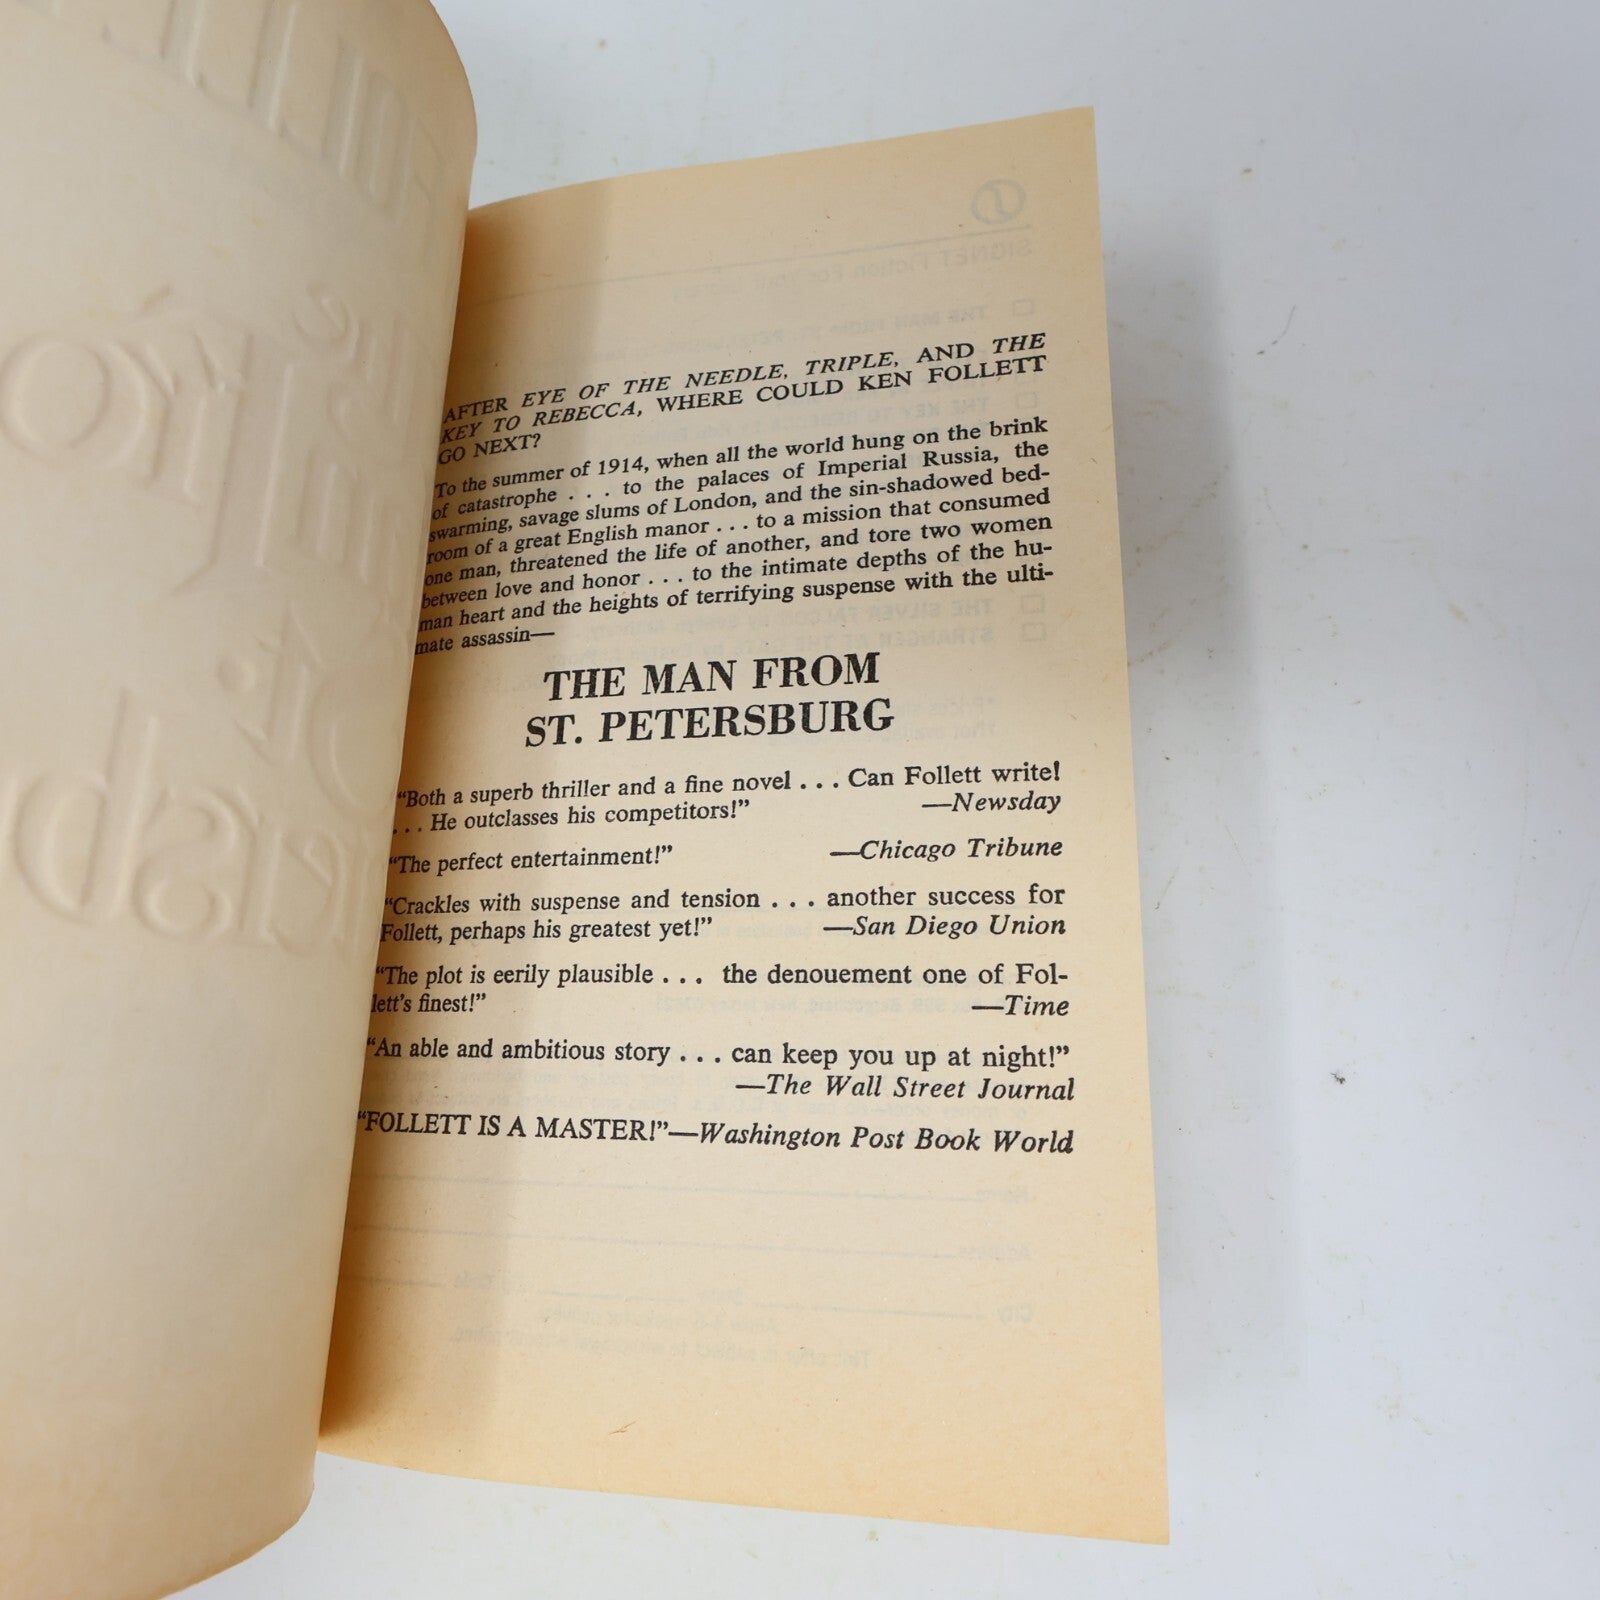 AFTER EYE OF THE NEEDLE, TRIPLE, AND THE
KEY TO REBECCA, WHERE COULD KEN FOLLETT
GO NEXT?
To the summer of 1914, when all the world hung on the brink
of catastrophe . . . to the palaces of Imperial Russia, the
swarming, savage slums of London, and the sin-shadowed bed-
room of a great English manor . . . to a mission that consumed
one man, threatened the life of another, and tore two women
between love and honor . . . to the intimate depths of the hu-
man heart and the heights of terrifying suspense with the ulti-
mate assassin—
THE MAN FROM
ST. PETERSBURG
“Both a superb thriller and a fine novel . . . Can Follett write!
. . . He outclasses his competitors!” —Newsday
“The perfect entertainment!” —Chicago Tribune
“Crackles with suspense and tension . . . another success for
Follett, perhaps his greatest yet!” —San Diego Union
“The plot is eerily plausible . . . the denouement one of Fol-
lett’s finest!” —Time
“An able and ambitious story . . . can keep you up at night!”
—The Wall Street Journal
“FOLLETT IS A MASTER!”—Washington Post Book World